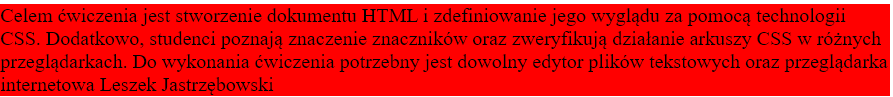 Celem ćwiczenia jest stworzenie dokumentu HTML i zdefiniowanie jego wyglądu za pomocą technologii
CSS. Dodatkowo, studenci poznają znaczenie znaczników oraz zweryfikują działanie arkuszy CSS w różnych
przeglądarkach. Do wykonania ćwiczenia potrzebny jest dowolny edytor plików tekstowych oraz przeglądarka
internetowa Leszek Jastrzębowski